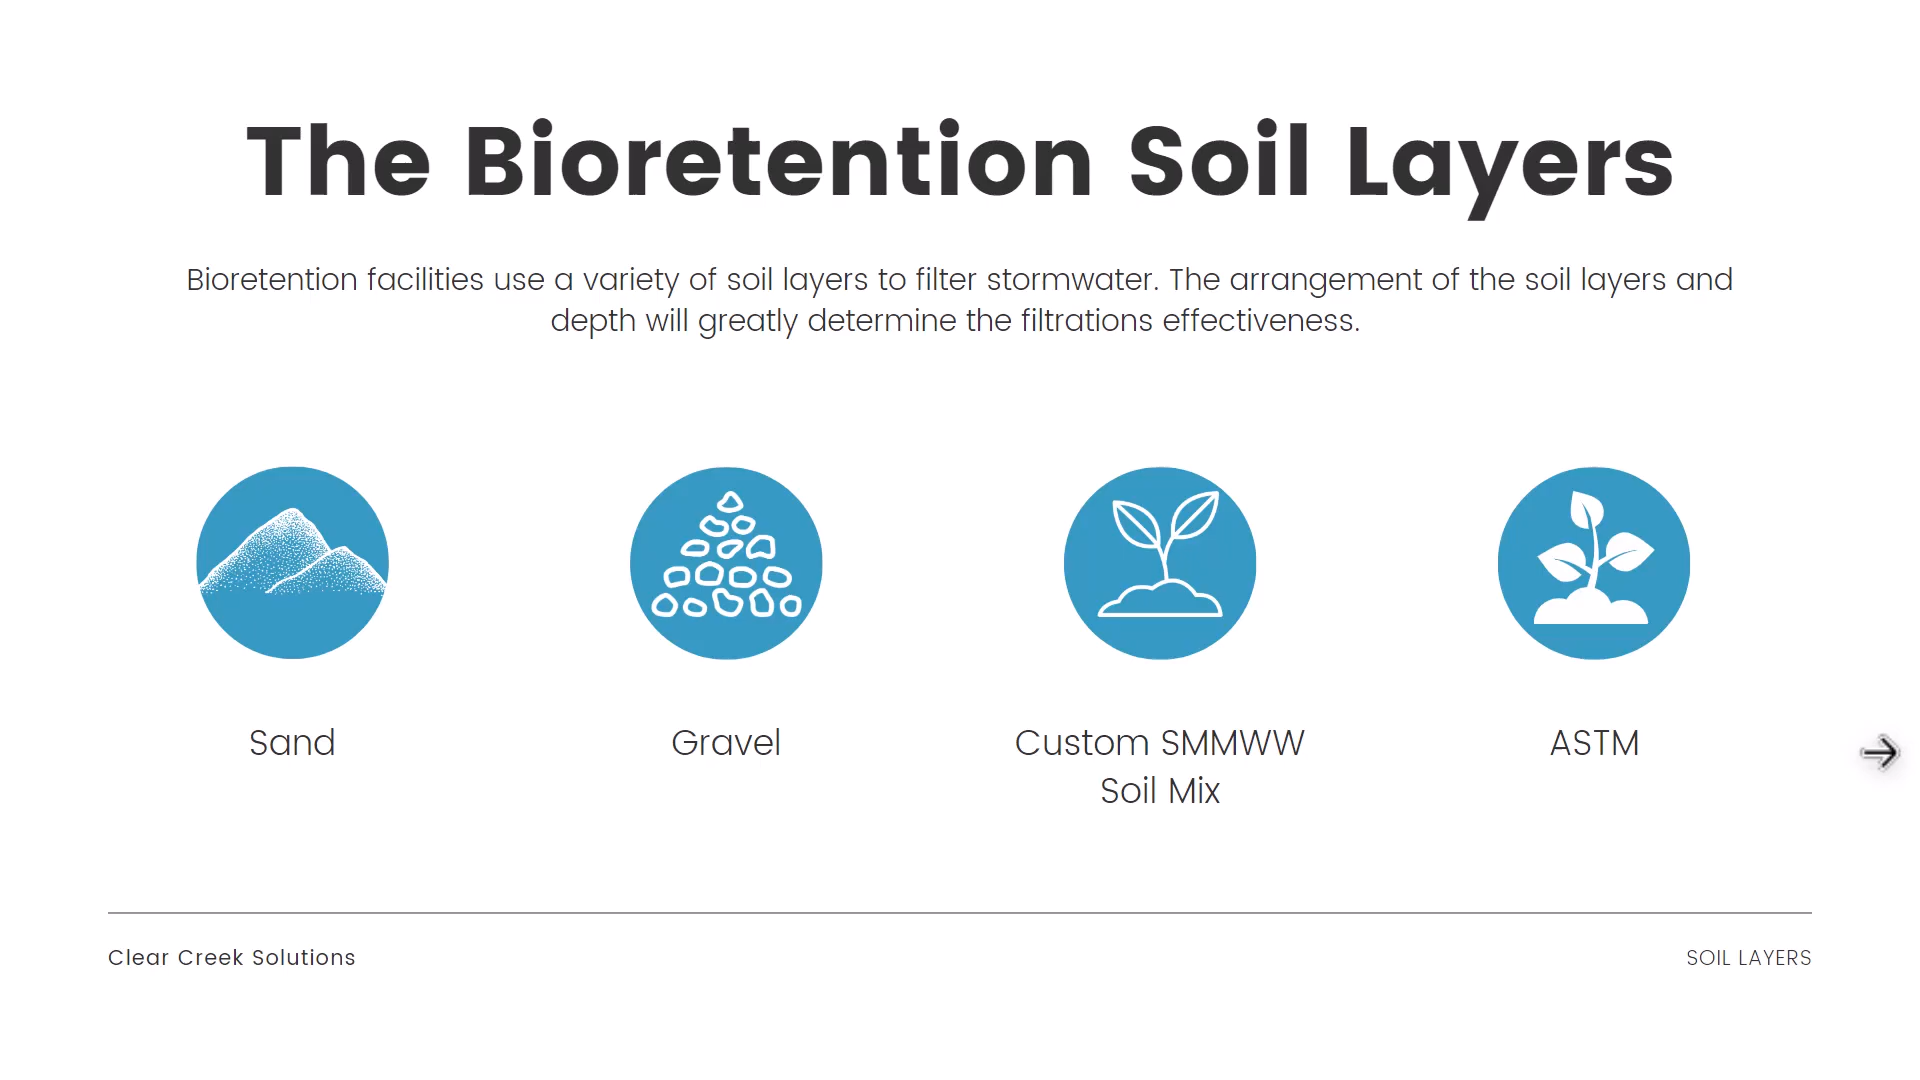 The Bioretention Soil Layers
Bioretention facilities use a variety of soil layers to filter stormwater. The arrangement of the soil layers and
depth will greatly determine the filtrations effectiveness.
Sand
Gravel
Custom SMMWW
Soil Mix
ASTM
Clear Creek Solutions
SOIL LAYERS